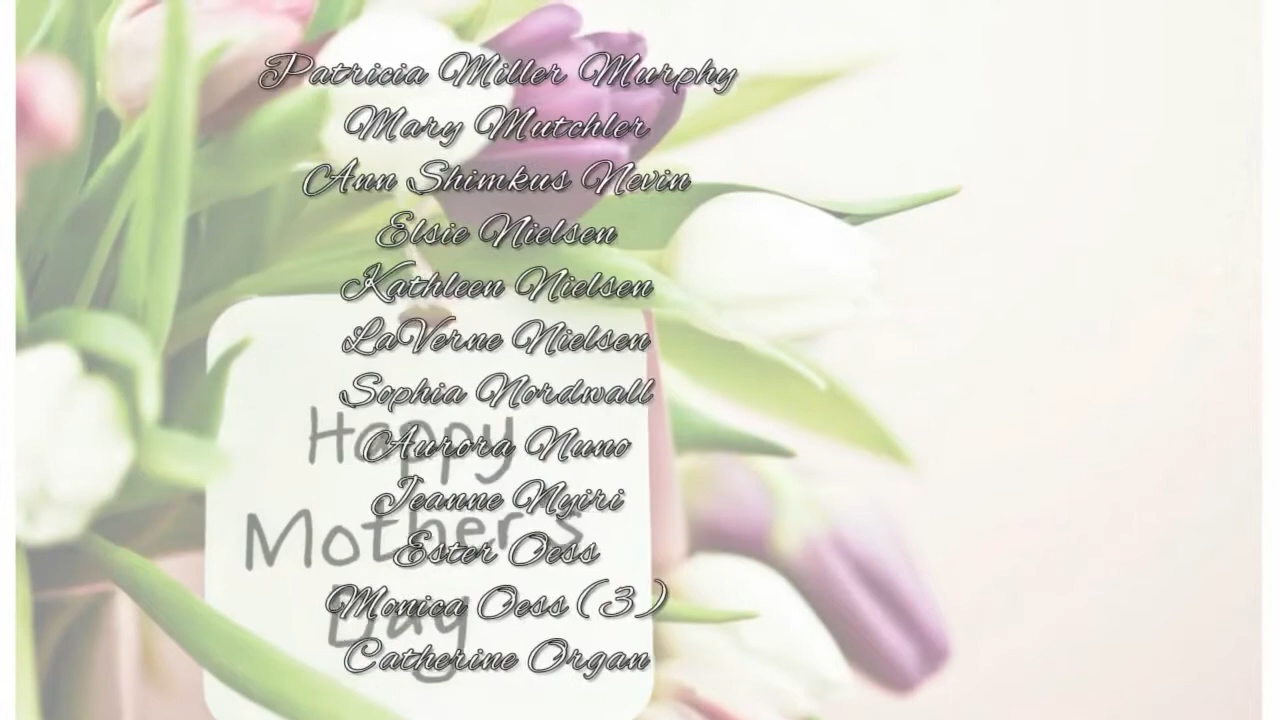 Patricia Miller Murphy
Mary Mutchler
Ann Shimkus Nevin
Elsie Nielsen
Kathleen Nielsen
LaVerne Nielsen
Sophia Nordwall
Aurora Nuno
Jeanne Nyiri
Ester Oess
Monica Oess (3)
Catherine Organ
Happy
Mother's
Day